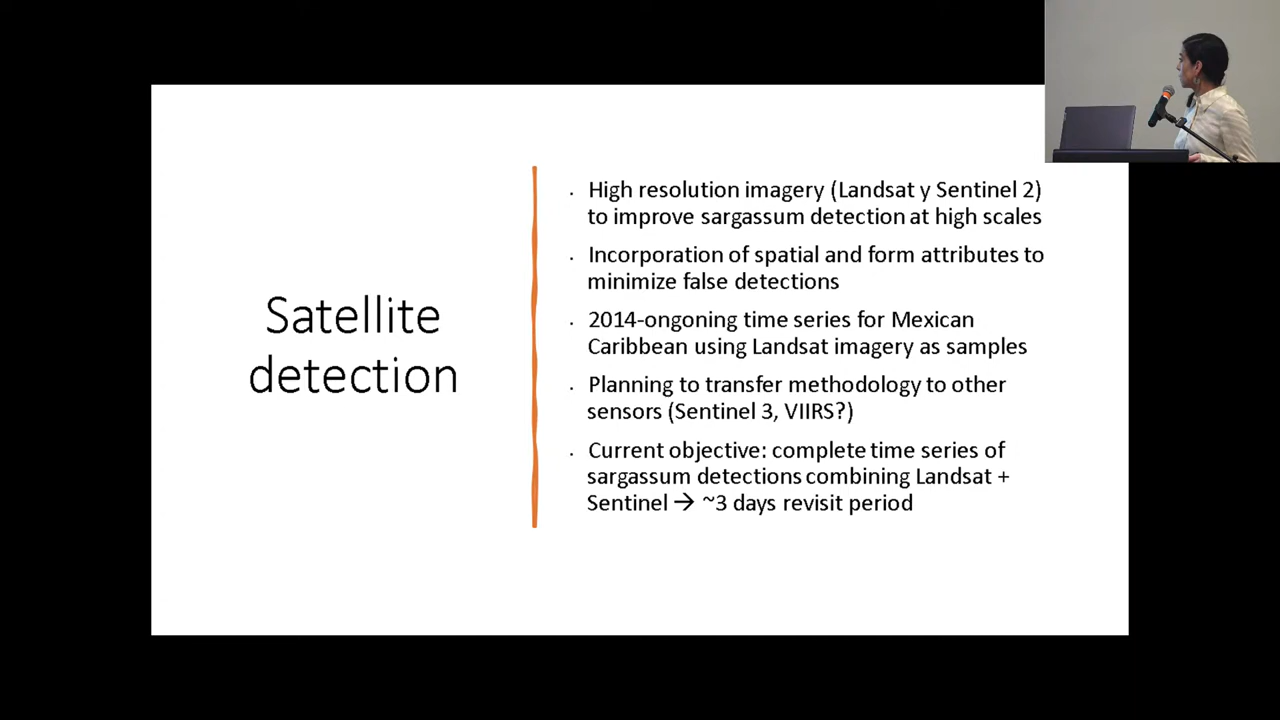 Satellite
detection
· High resolution imagery (Landsat y Sentinel 2)
to improve sargassum detection at high scales
· Incorporation of spatial and form attributes to
minimize false detections
· 2014-ongoning time series for Mexican
Caribbean using Landsat imagery as samples
· Planning to transfer methodology to other
sensors (Sentinel 3, VIIRS?)
· Current objective: complete time series of
sargassum detections combining Landsat +
Sentinel → ~3 days revisit period